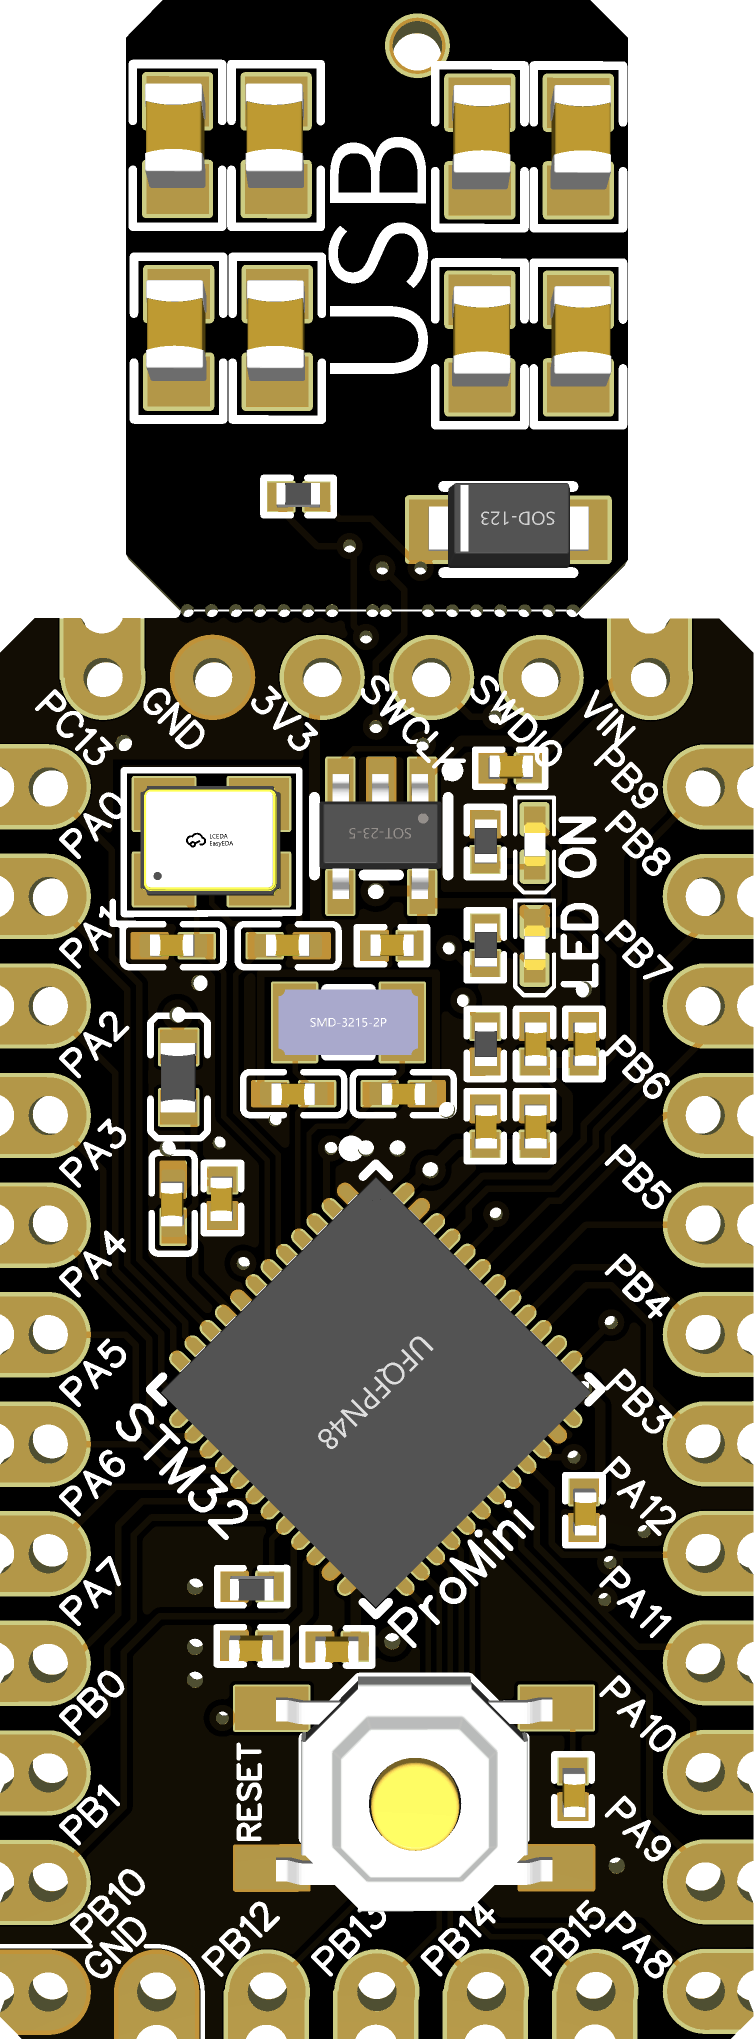 USB
SOD-123
PC13
GND
3V3
SWCLK
SWDIO
VIN
PB9
PA0
LCEDA
EasyEDA
SOT-23-5
ON
PB8
PA1
LED
PB7
PA2
SMD-3215-2P
PB6
PA3
PB5
PA4
PB4
PA5
UFQFPN48
PB3
STM32
PA6
PA12
ProMini
PA7
PA11
PB0
PA10
RESET
PB1
PA9
PB10
GND
PB12
PB13
PB14
PB15
PA8